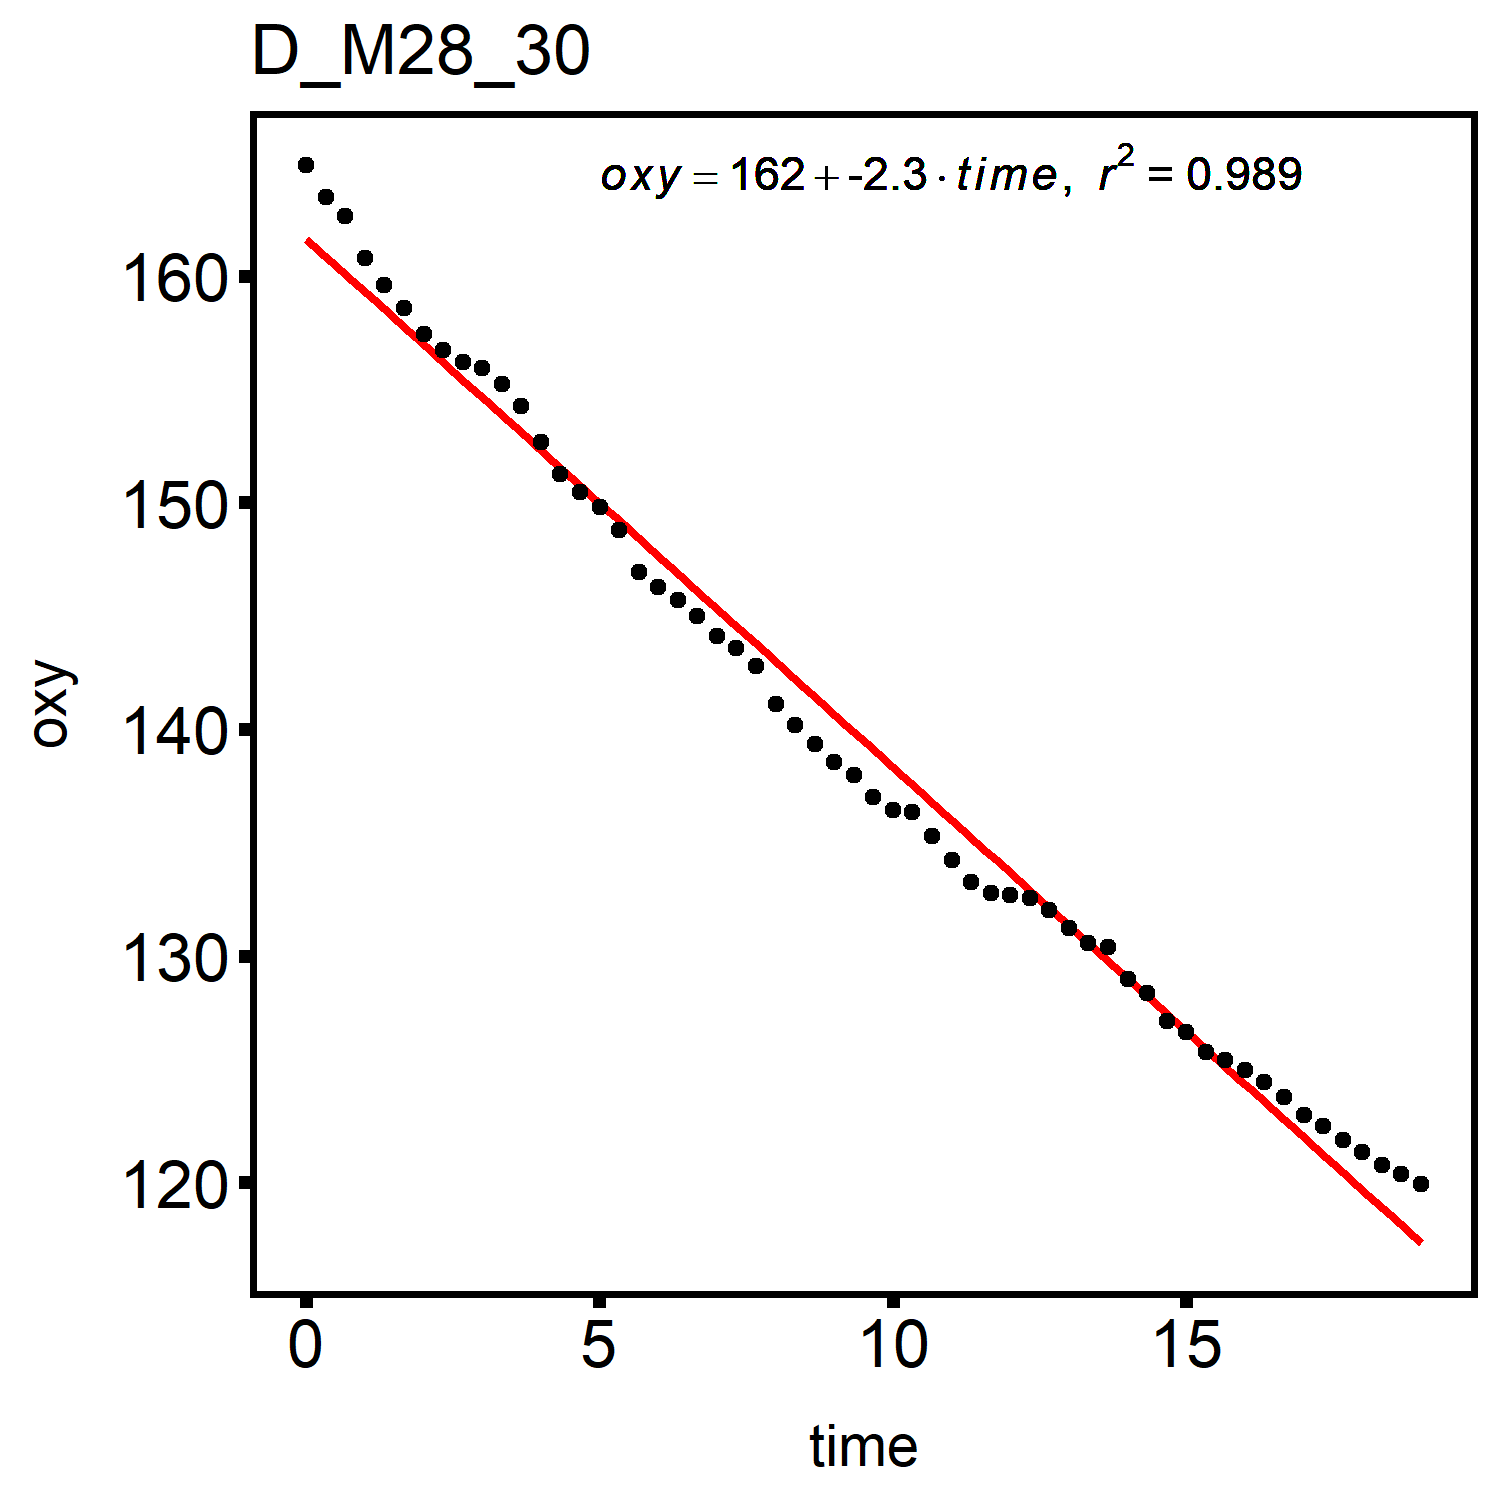 D_M28_30
oxy = 162 + -2.3 · time, r² = 0.989
160
150
140
130
120
oxy
0 5 10 15
time